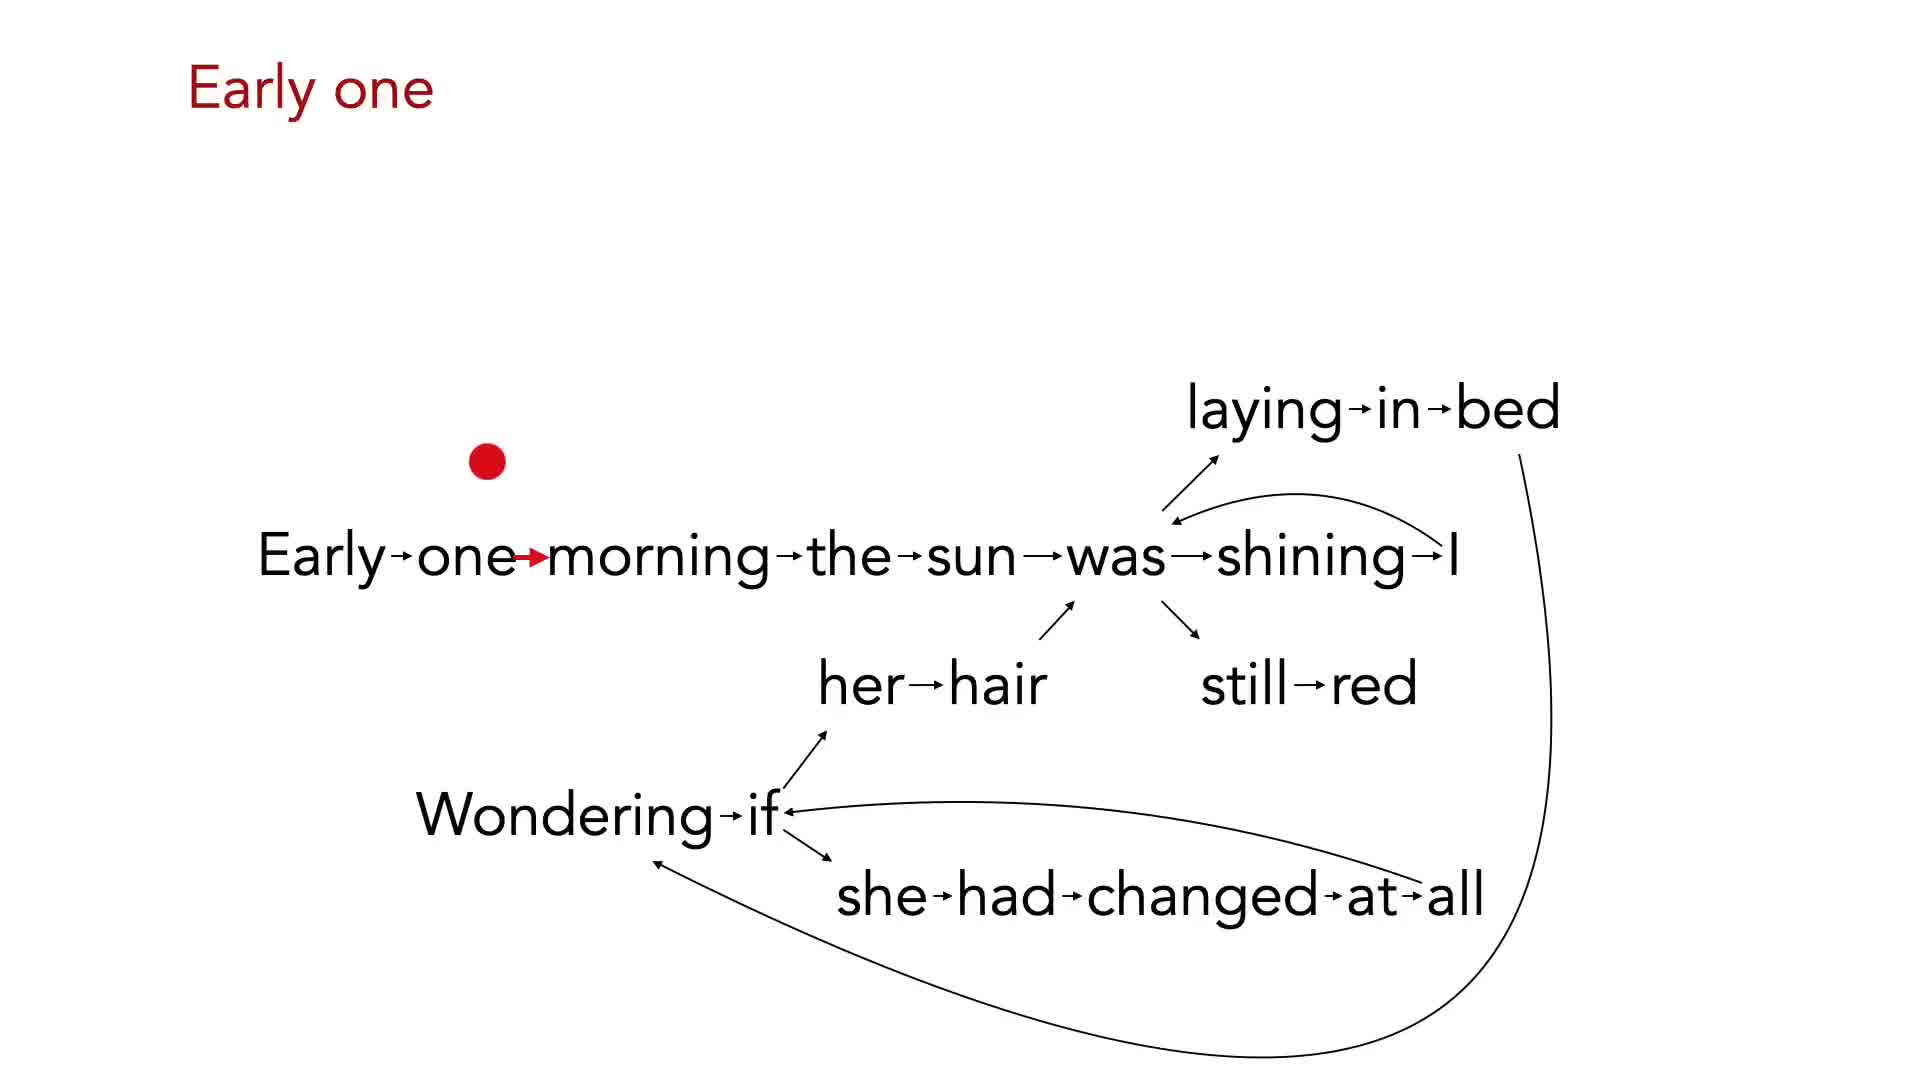 Early one
laying in bed
Early one morning the sun was shining I
her hair still red
Wondering if
she had changed at all